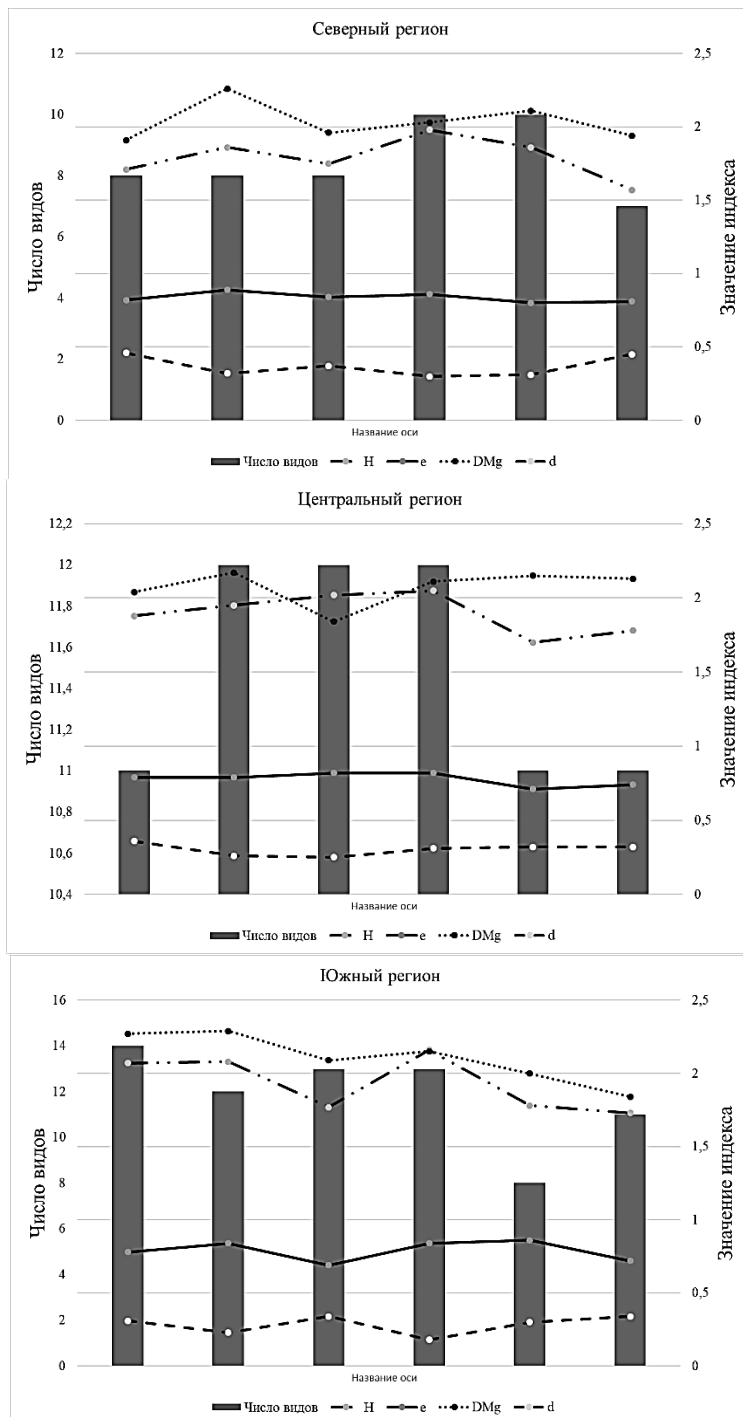 Северный регион
12
10
8
6
4
2
0
2,5
2
1,5
1
0,5
0
Число видов
Значение индекса
Название оси
Число видов H e DMg d
Центральный регион
12,2
12
11,8
11,6
11,4
11,2
11
10,8
10,6
10,4
2,5
2
1,5
1
0,5
0
Число видов
Значение индекса
Название оси
Число видов H e DMg d
Южный регион
16
14
12
10
8
6
4
2
0
2,5
2
1,5
1
0,5
0
Число видов
Значение индекса
Название оси
Число видов H e DMg d